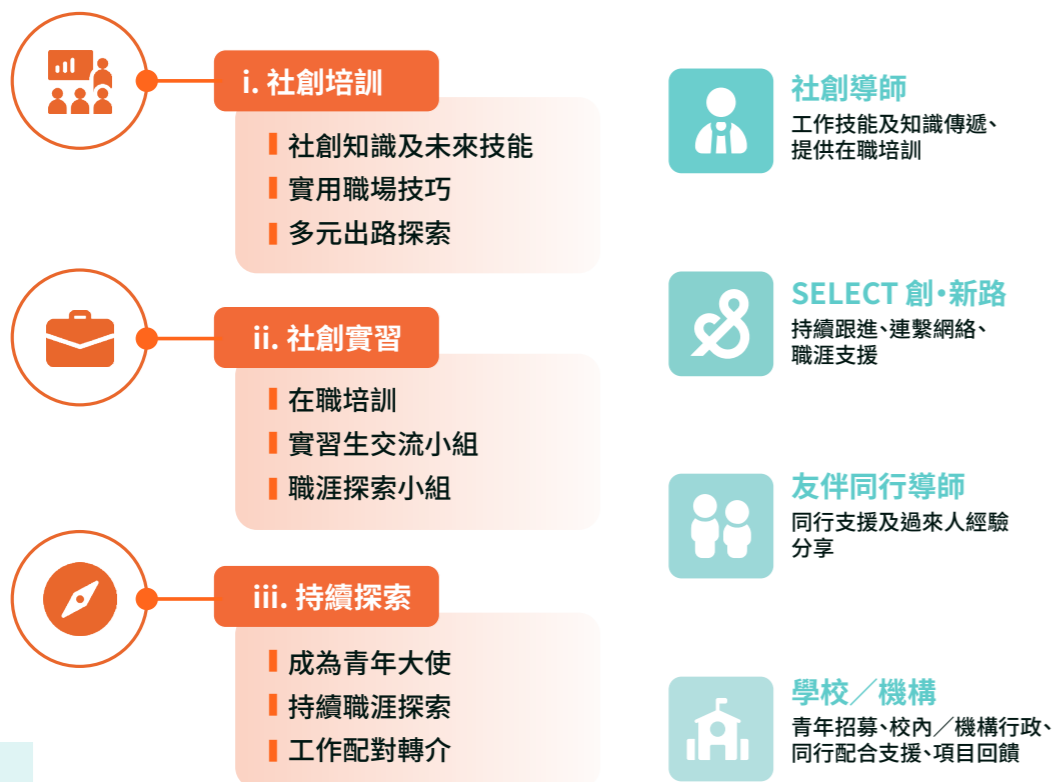 i. 社創培訓
社創知識及未來技能
實用職場技巧
多元出路探索
ii. 社創實習
在職培訓
實習生交流小組
職涯探索小組
iii. 持續探索
成為青年大使
持續職涯探索
工作配對轉介
社創導師
工作技能及知識傳遞、
提供在職培訓
SELECT 創・新路
持續跟進、連繫網絡、
職涯支援
友伴同行導師
同行支援及過來人經驗
分享
學校／機構
青年招募、校內／機構行政、
同行配合支援、項目回饋